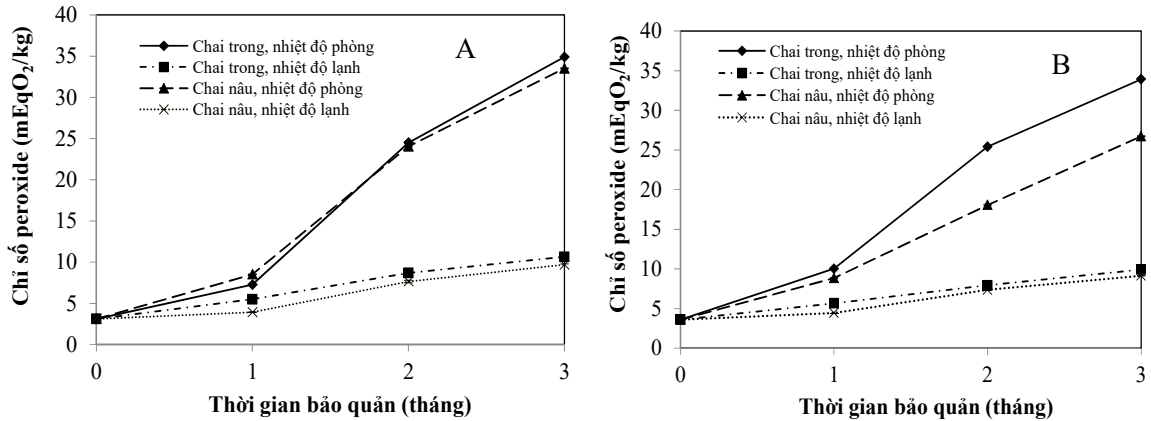 Chỉ số peroxide (mEqO2/kg)
40
35
30
25
20
15
10
5
0
A
Chai trong, nhiệt độ phòng
Chai trong, nhiệt độ lạnh
Chai nâu, nhiệt độ phòng
Chai nâu, nhiệt độ lạnh
0 1 2 3
Thời gian bảo quản (tháng)
Chỉ số peroxide (mEqO2/kg)
40
35
30
25
20
15
10
5
0
B
Chai trong, nhiệt độ phòng
Chai trong, nhiệt độ lạnh
Chai nâu, nhiệt độ phòng
Chai nâu, nhiệt độ lạnh
0 1 2 3
Thời gian bảo quản (tháng)